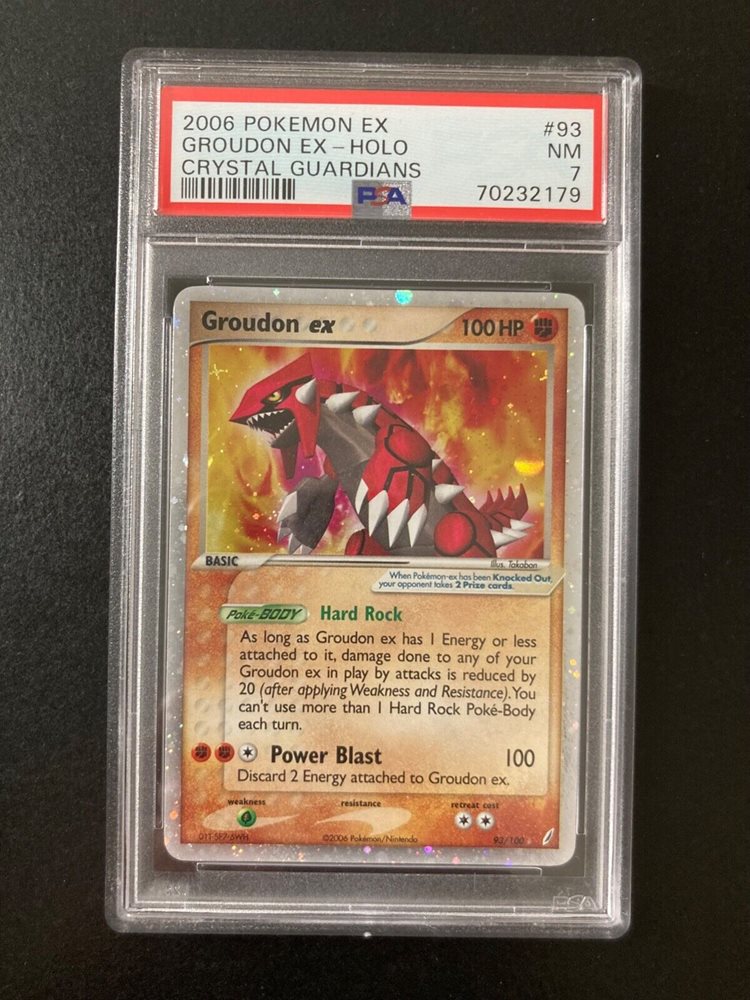 2006 POKEMON EX #93
GROUDON EX - HOLO NM
CRYSTAL GUARDIANS 7
PSA 70232179
Groudon ex 100 HP
BASIC
Illus. Takabon
When Pokémon-ex has been Knocked Out,
your opponent takes 2 Prize cards.
Poké-BODY Hard Rock
As long as Groudon ex has 1 Energy or less
attached to it, damage done to any of your
Groudon ex in play by attacks is reduced by
20 (after applying Weakness and Resistance). You
can't use more than 1 Hard Rock Poké-Body
each turn.
Power Blast 100
Discard 2 Energy attached to Groudon ex.
weakness resistance retreat cost
©2006 Pokémon/Nintendo 93/100
PSA